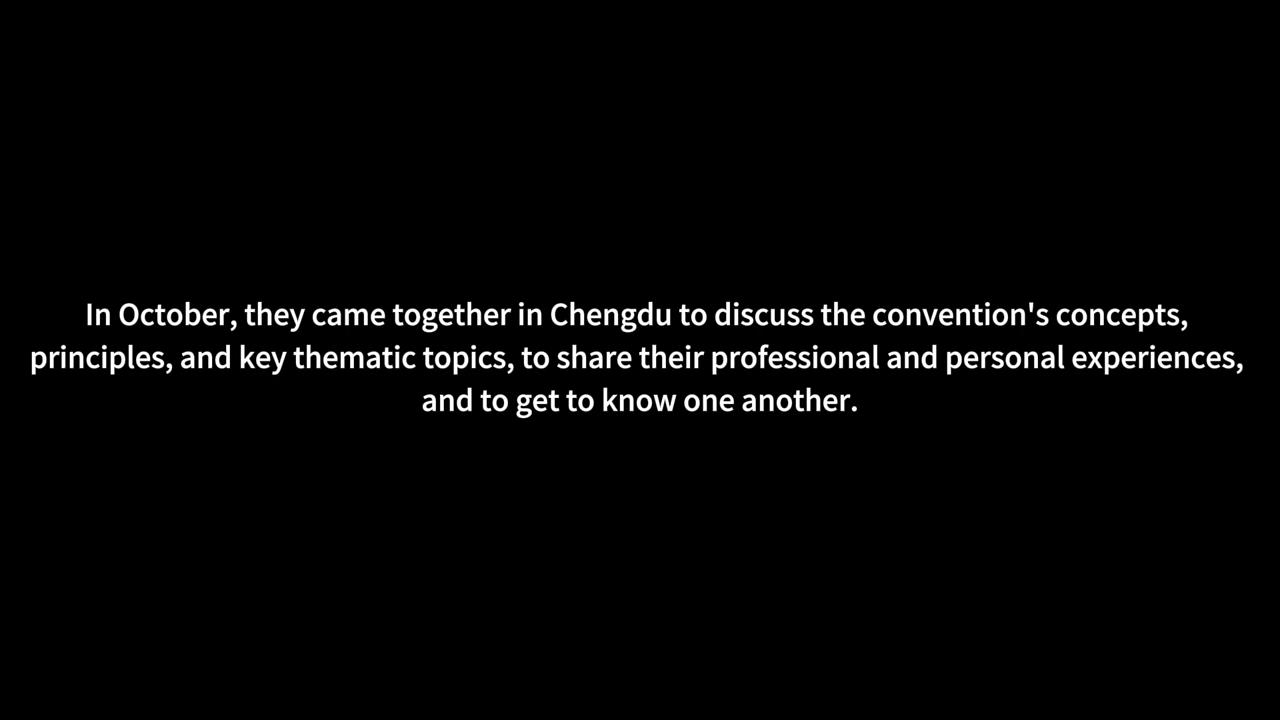 In October, they came together in Chengdu to discuss the convention's concepts,
principles, and key thematic topics, to share their professional and personal experiences,
and to get to know one another.